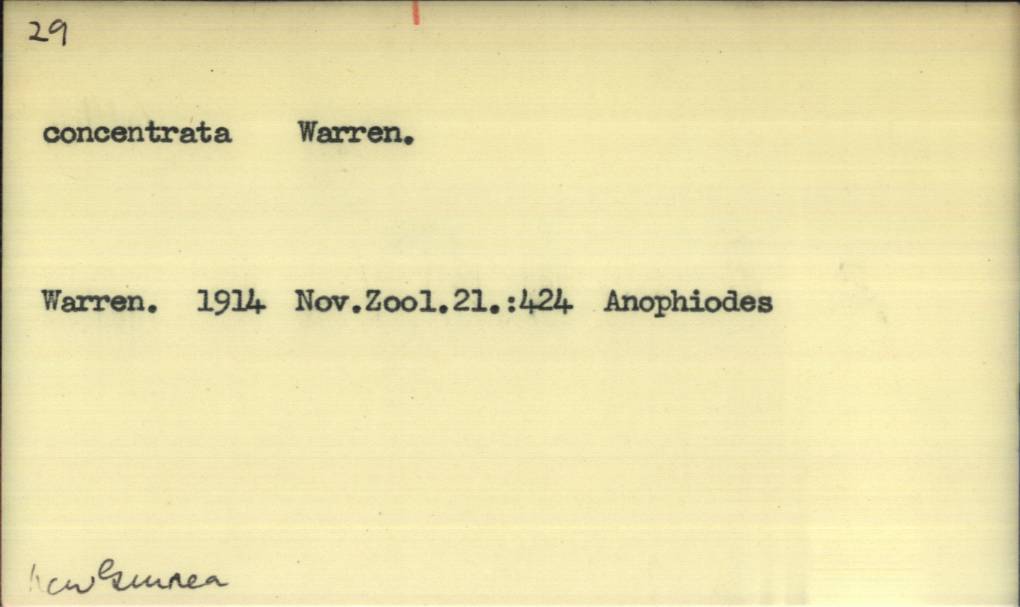 29
concentrata Warren.
Warren. 1914 Nov.Zool.21.:424 Anophiodes
New Guinea